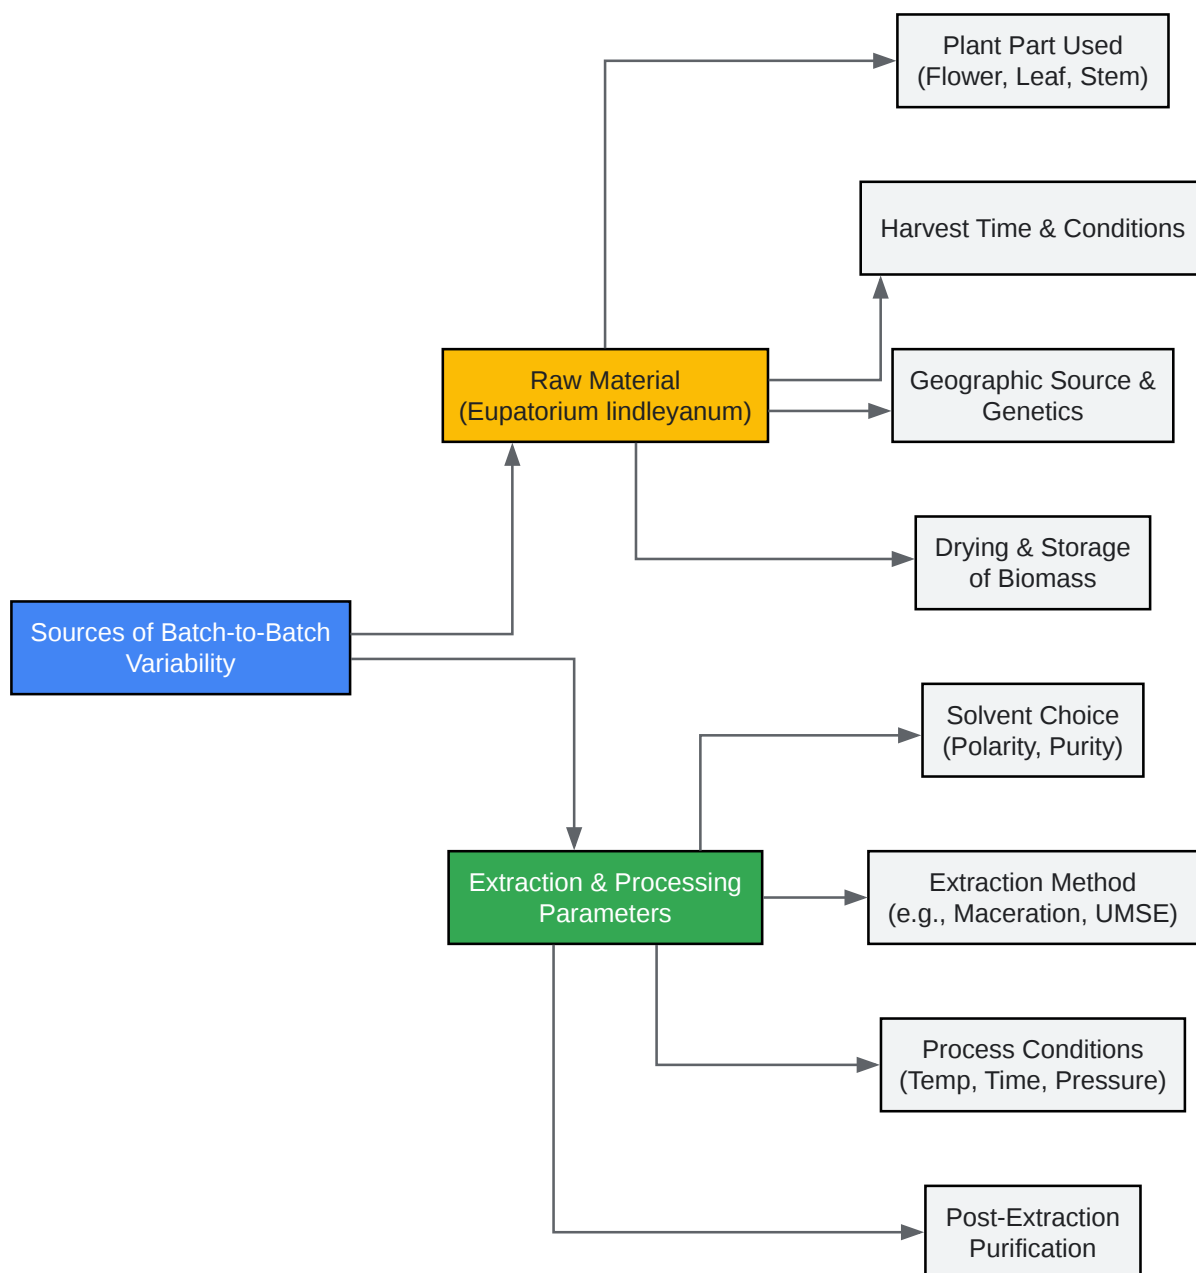 Plant Part Used
(Flower, Leaf, Stem)
Harvest Time & Conditions
Raw Material
(Eupatorium lindleyanum)
Geographic Source &
Genetics
Drying & Storage
of Biomass
Sources of Batch-to-Batch
Variability
Solvent Choice
(Polarity, Purity)
Extraction & Processing
Parameters
Extraction Method
(e.g., Maceration, UMSE)
Process Conditions
(Temp, Time, Pressure)
Post-Extraction
Purification